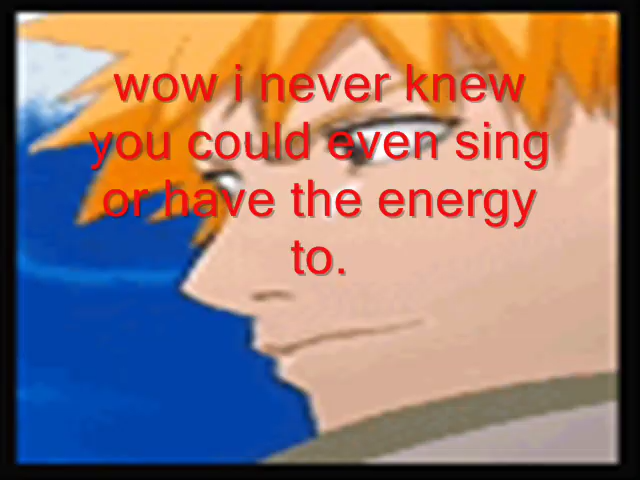 wow i never knew
you could even sing
or have the energy
to.